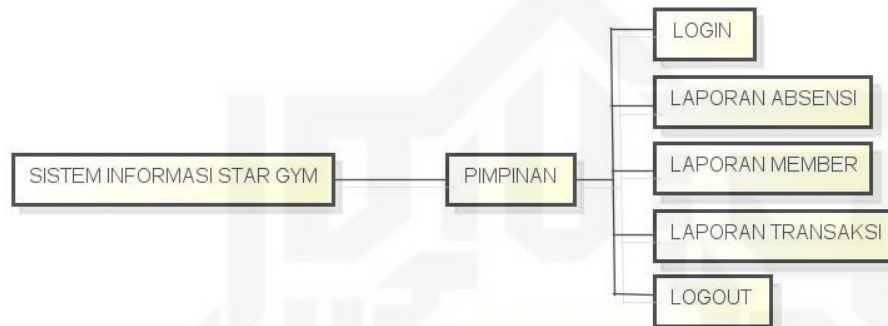 SISTEM INFORMASI STAR GYM
PIMPINAN
LOGIN
LAPORAN ABSENSI
LAPORAN MEMBER
LAPORAN TRANSAKSI
LOGOUT